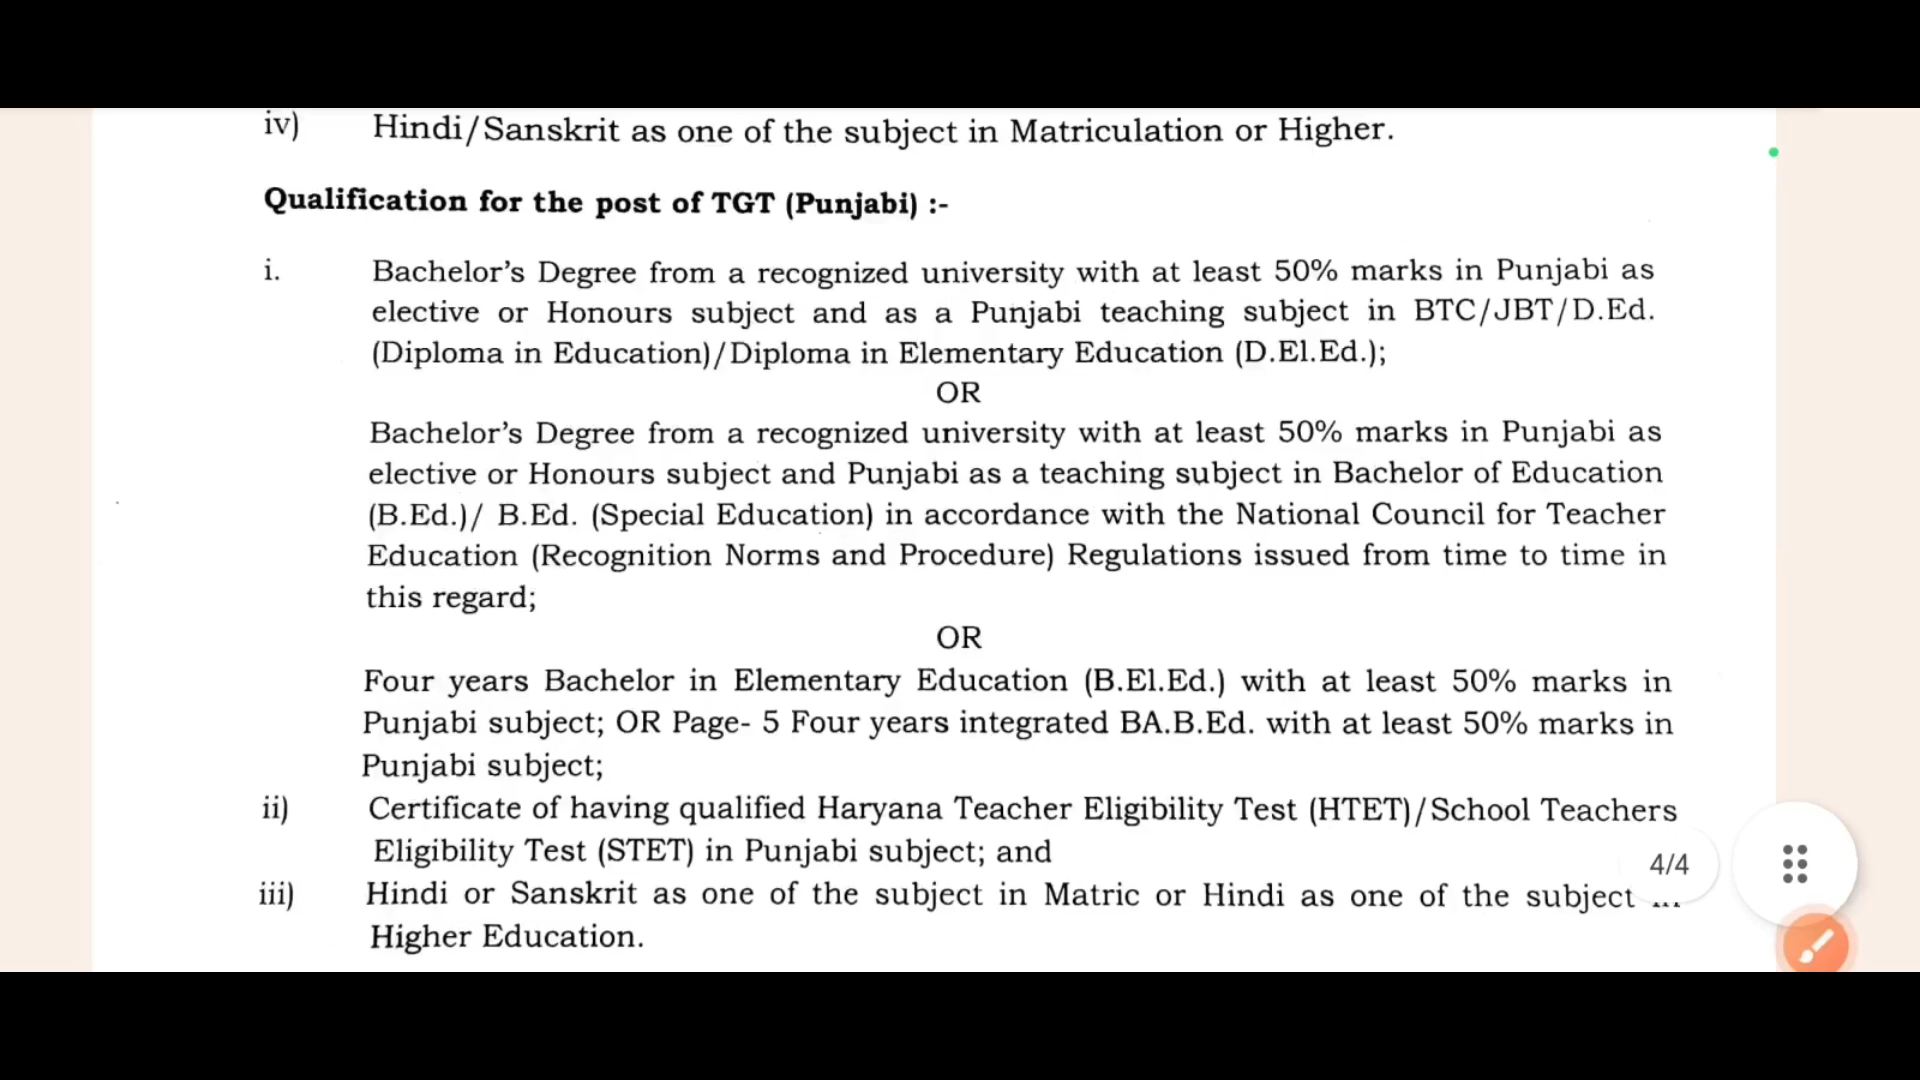 iv) Hindi/Sanskrit as one of the subject in Matriculation or Higher.
Qualification for the post of TGT (Punjabi) :-
i. Bachelor's Degree from a recognized university with at least 50% marks in Punjabi as
elective or Honours subject and as a Punjabi teaching subject in BTC/JBT/D.Ed.
(Diploma in Education)/Diploma in Elementary Education (D.El.Ed.);
OR
Bachelor's Degree from a recognized university with at least 50% marks in Punjabi as
elective or Honours subject and Punjabi as a teaching subject in Bachelor of Education
(B.Ed.)/ B.Ed. (Special Education) in accordance with the National Council for Teacher
Education (Recognition Norms and Procedure) Regulations issued from time to time in
this regard;
OR
Four years Bachelor in Elementary Education (B.El.Ed.) with at least 50% marks in
Punjabi subject; OR Page- 5 Four years integrated BA.B.Ed. with at least 50% marks in
Punjabi subject;
ii) Certificate of having qualified Haryana Teacher Eligibility Test (HTET)/School Teachers
Eligibility Test (STET) in Punjabi subject; and
4/4
iii) Hindi or Sanskrit as one of the subject in Matric or Hindi as one of the subject
Higher Education.